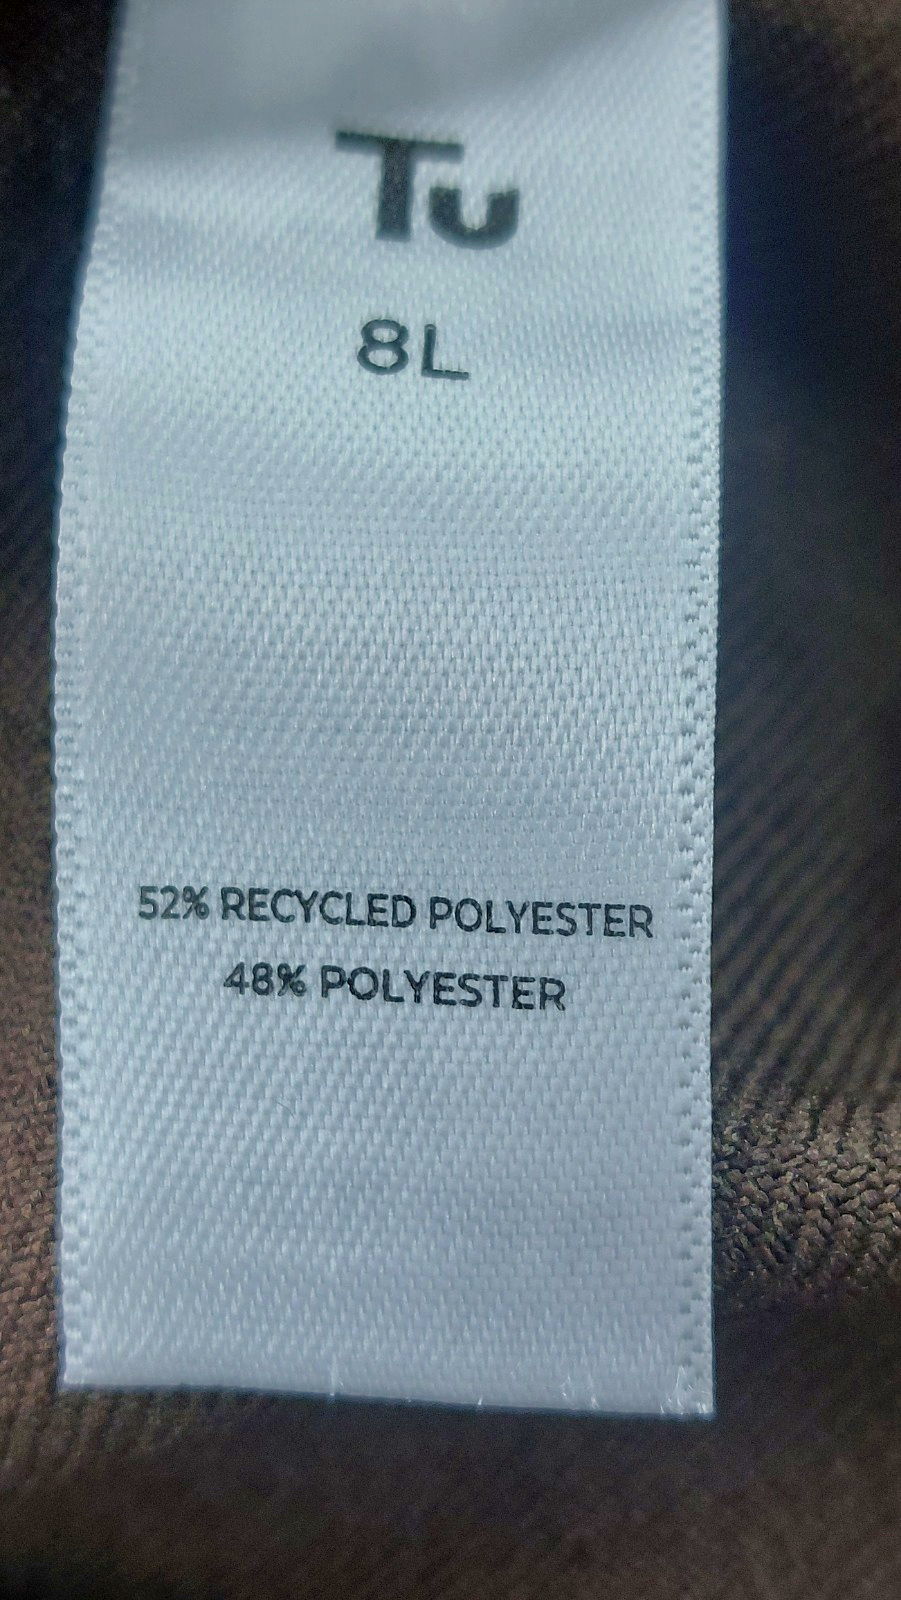 Tu
8L
52% RECYCLED POLYESTER
48% POLYESTER